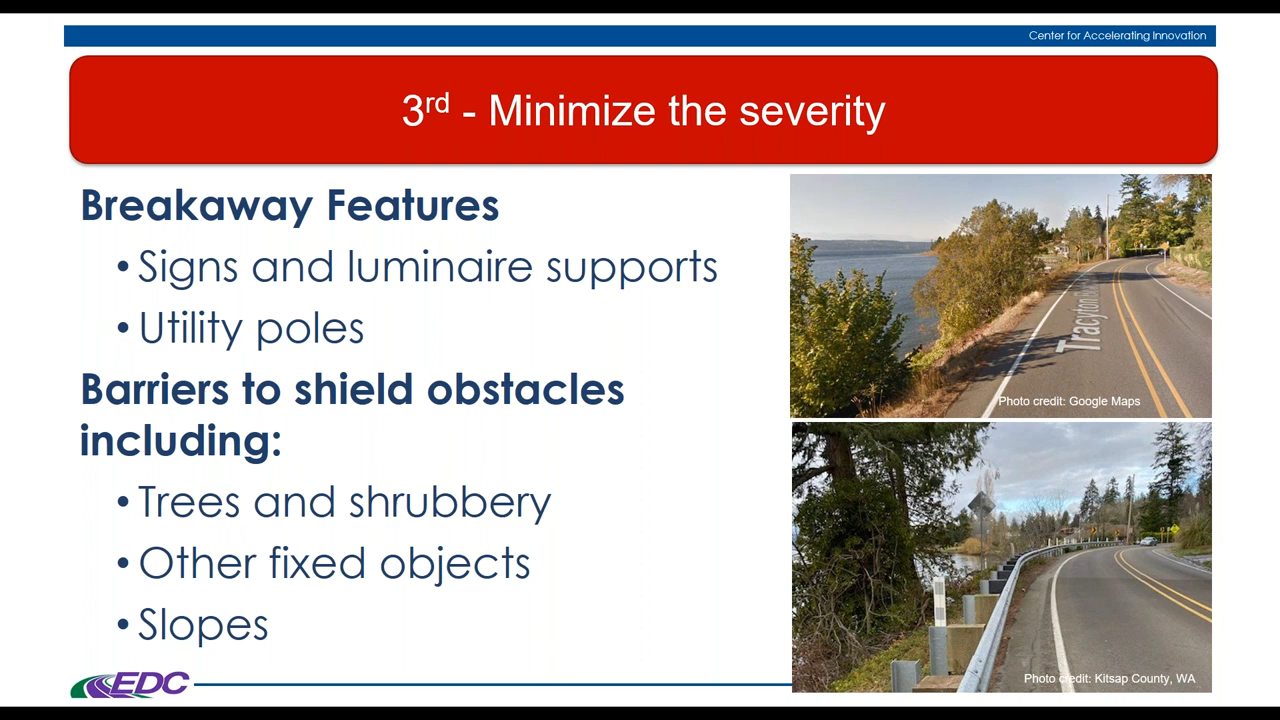 Center for Accelerating Innovation
3rd - Minimize the severity
Breakaway Features
• Signs and luminaire supports
• Utility poles
Barriers to shield obstacles
including:
• Trees and shrubbery
• Other fixed objects
• Slopes
Photo credit: Google Maps
Photo credit: Kitsap County, WA
EDC